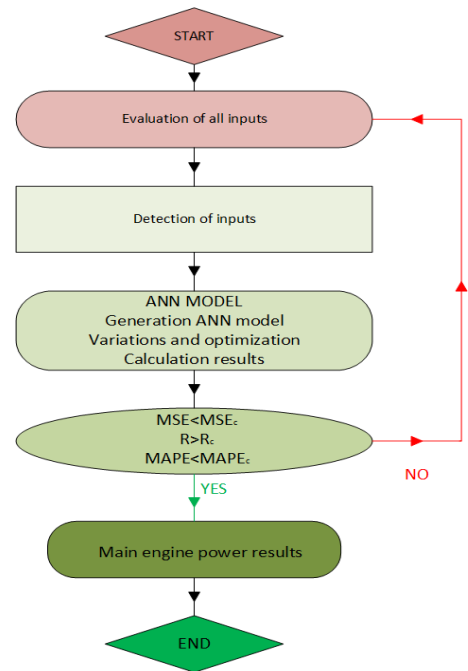 START
Evaluation of all inputs
Detection of inputs
ANN MODEL
Generation ANN model
Variations and optimization
Calculation results
MSE<MSEc
R>Rc
MAPE<MAPEc
NO
YES
Main engine power results
END